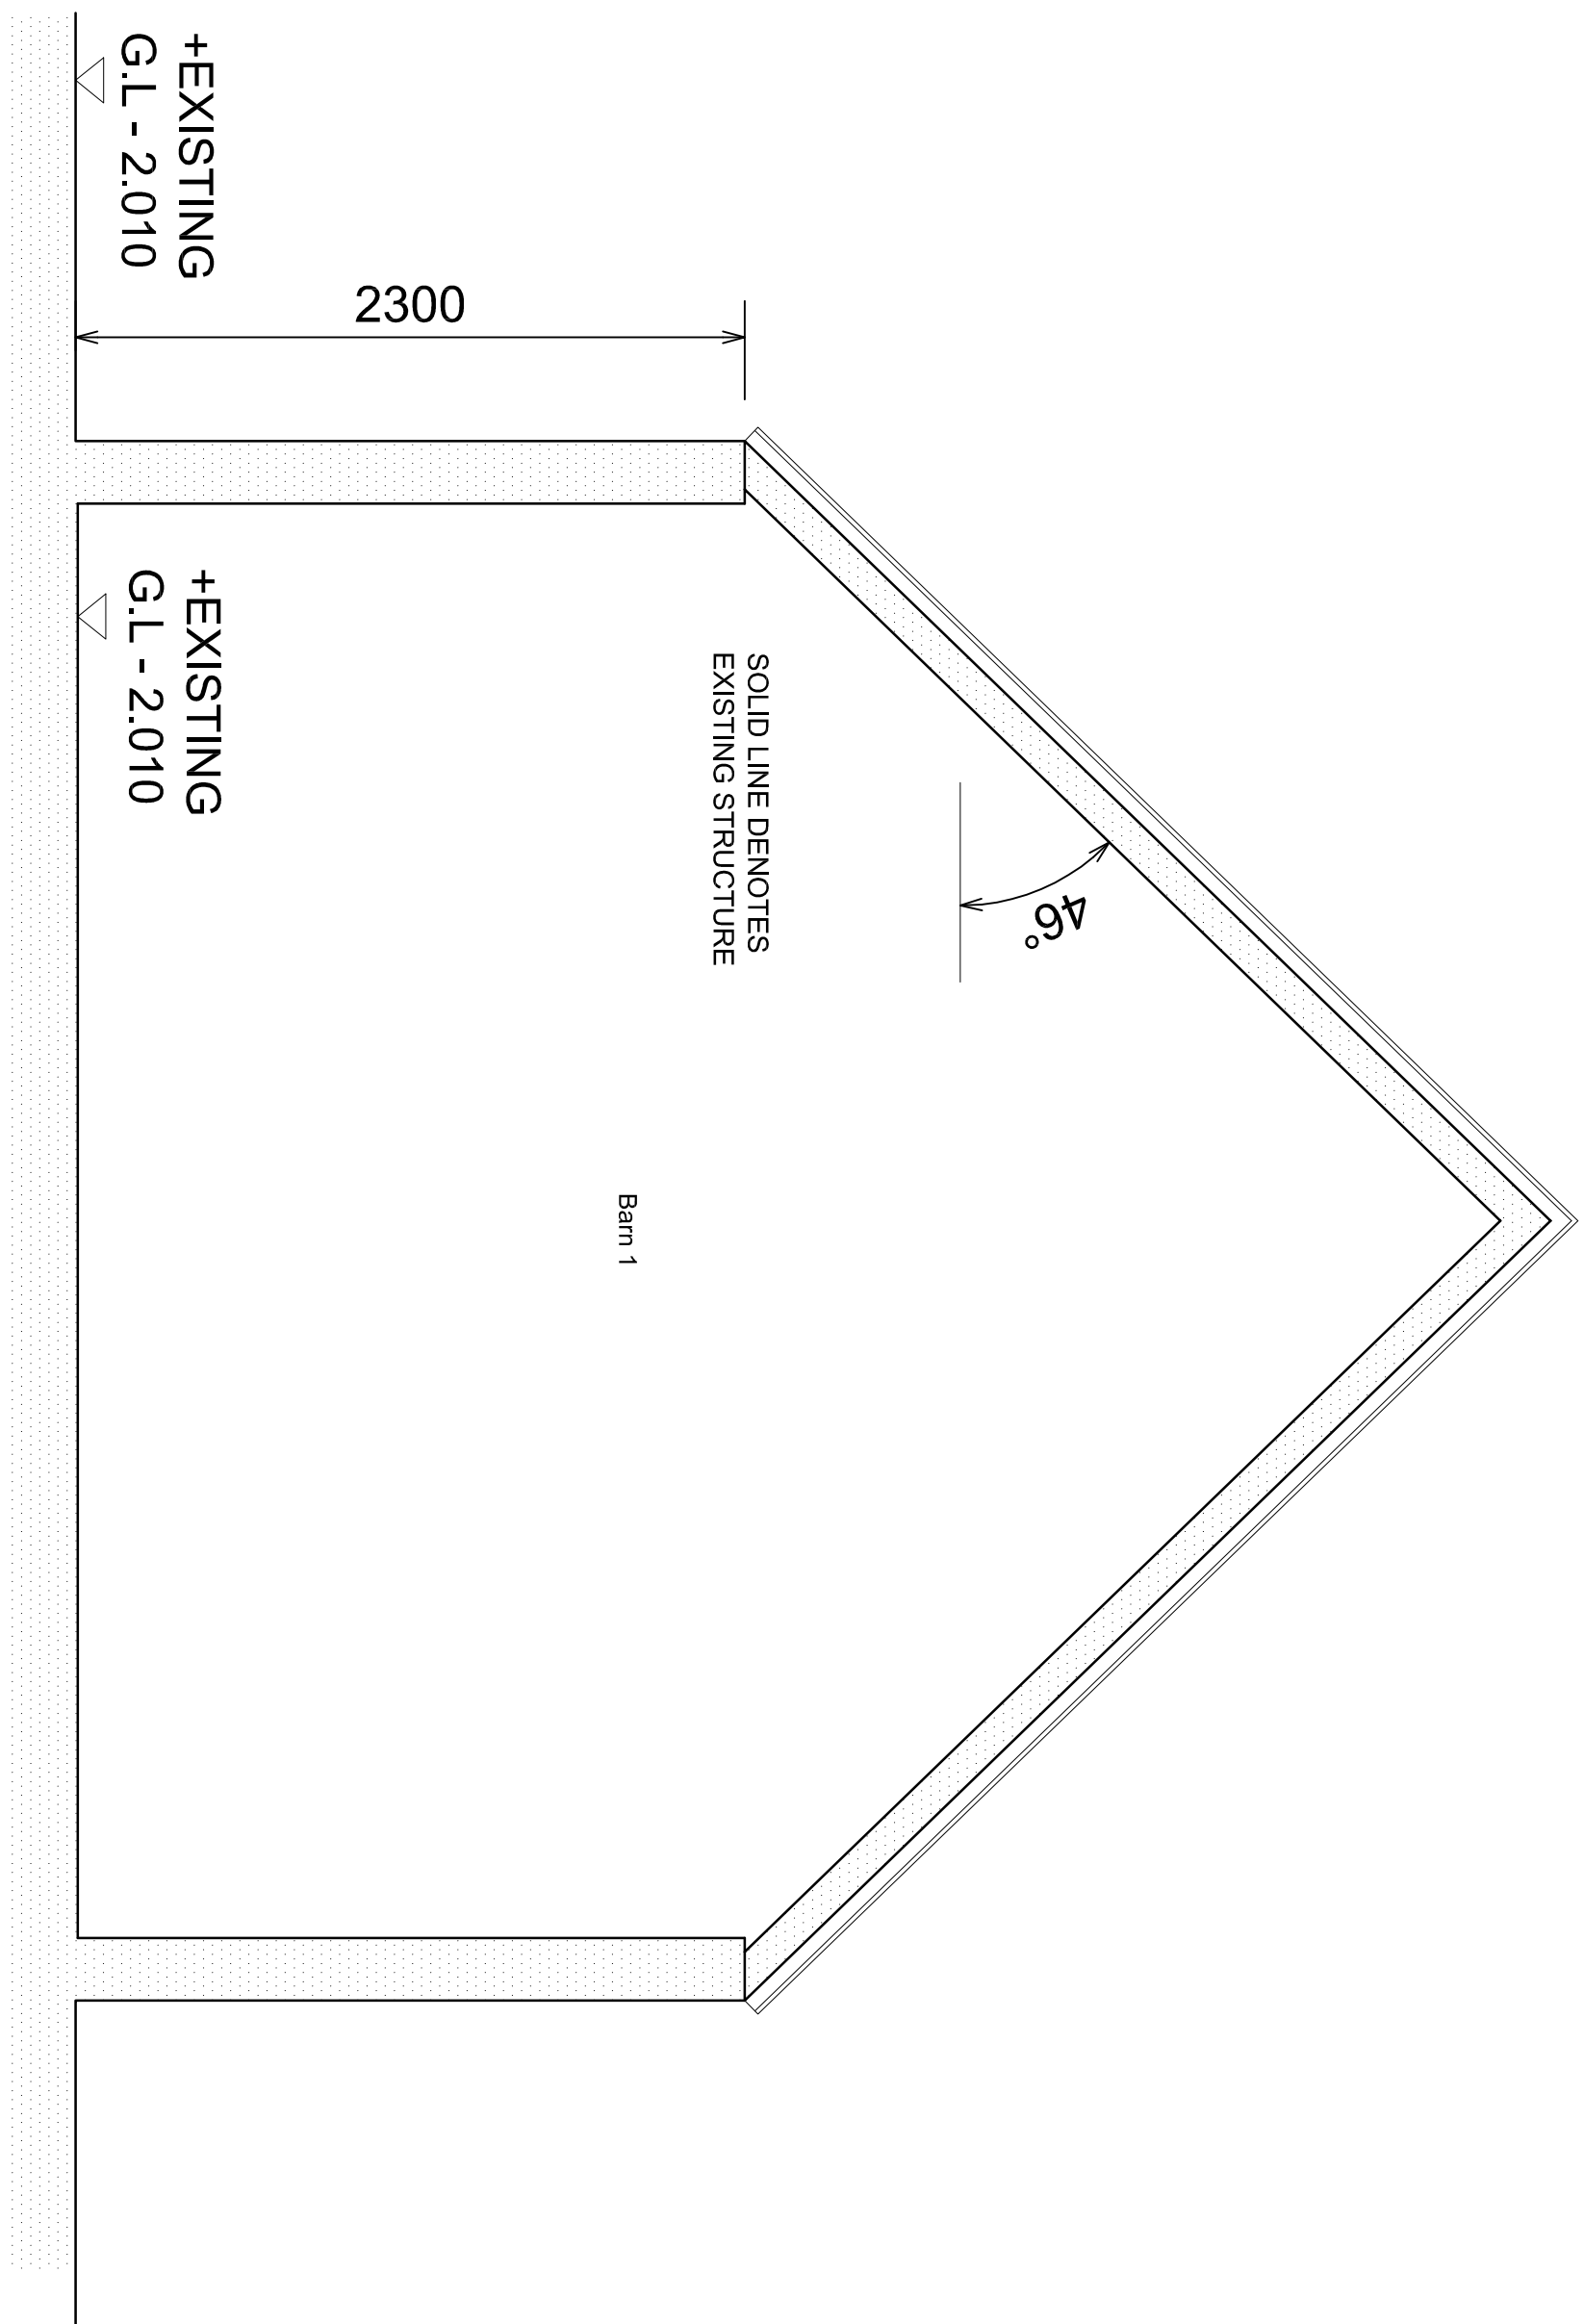 +EXISTING
G.L - 2.010
2300
+EXISTING
G.L - 2.010
SOLID LINE DENOTES
EXISTING STRUCTURE
46°
Barn 1